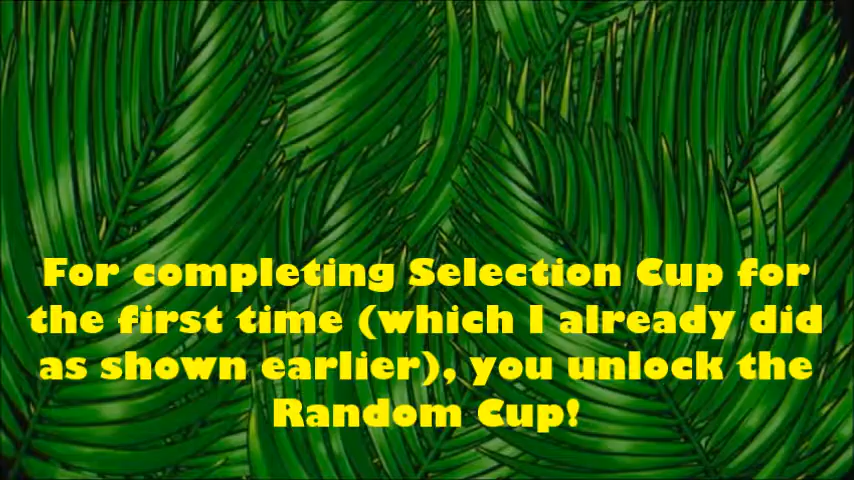 For completing Selection Cup for
the first time (which I already did
as shown earlier), you unlock the
Random Cup!